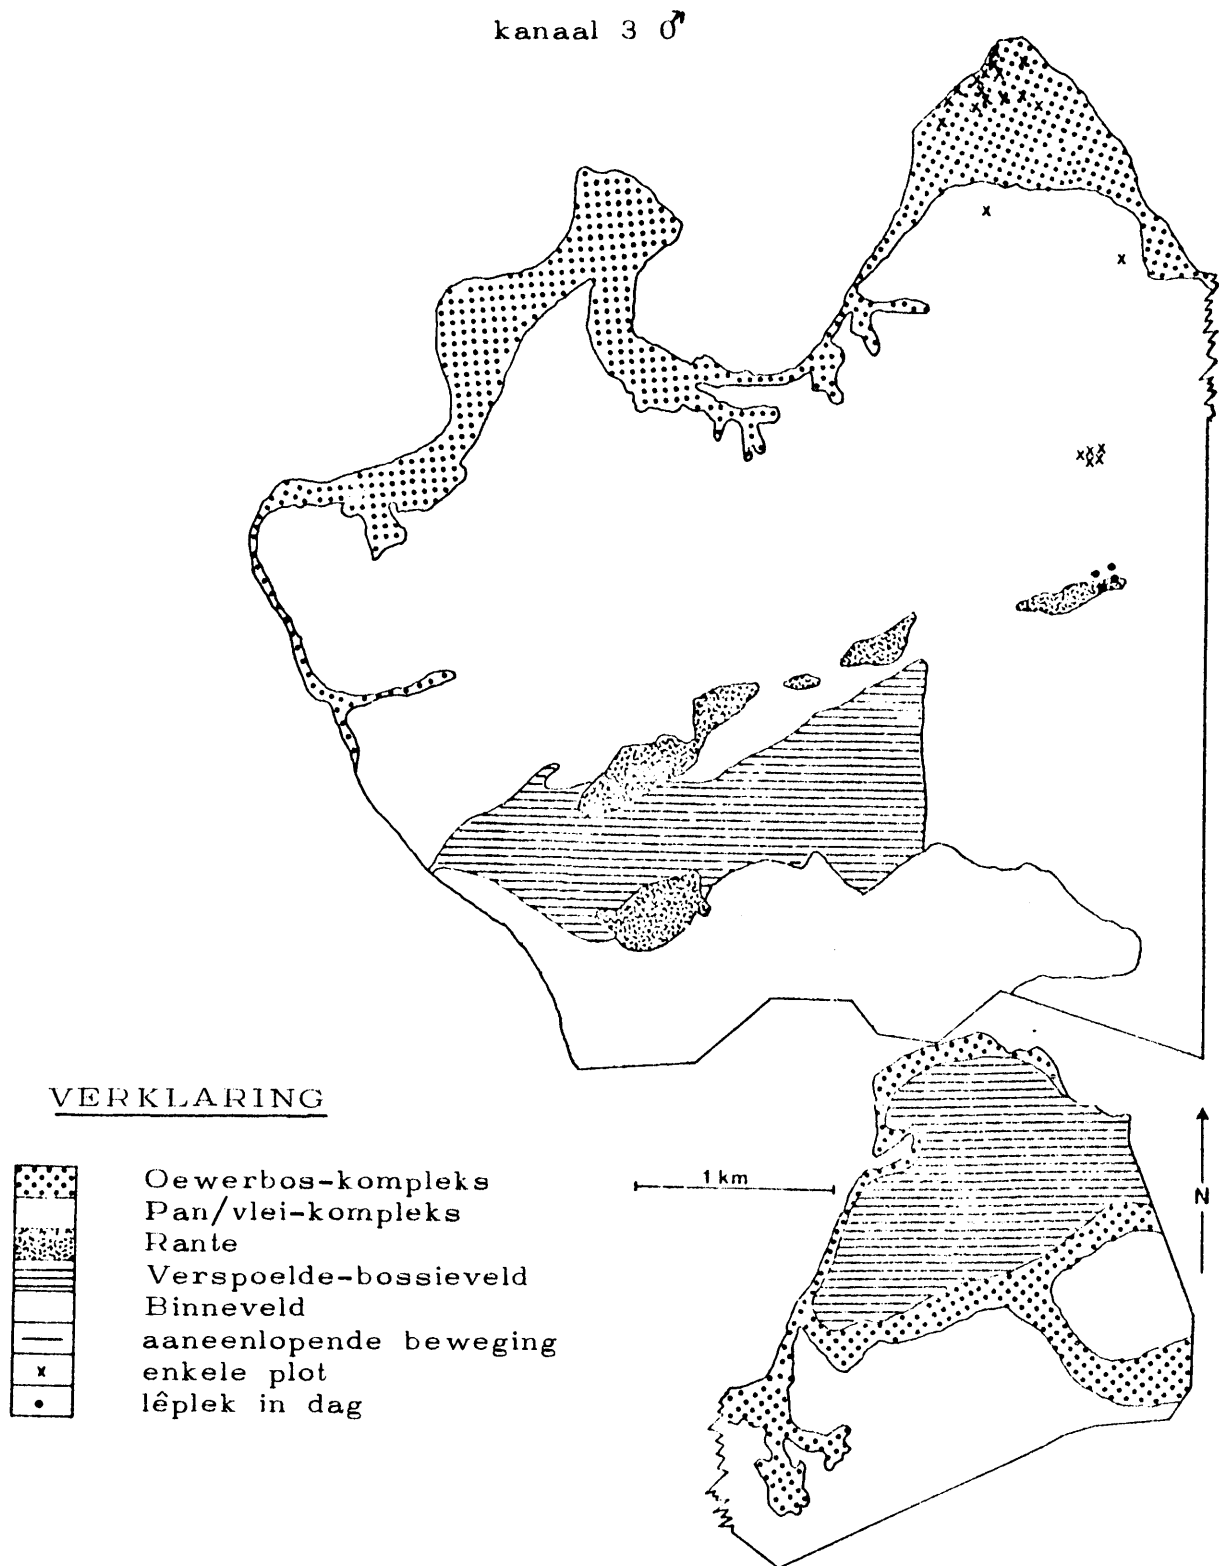 kanaal 3 ♂
VERKLARING
Oewerbos-kompleks
Pan/vlei-kompleks
Rante
Verspoelde-bossieveld
Binneveld
aaneenlopende beweging
x enkele plot
lêplek in dag
1 km
N